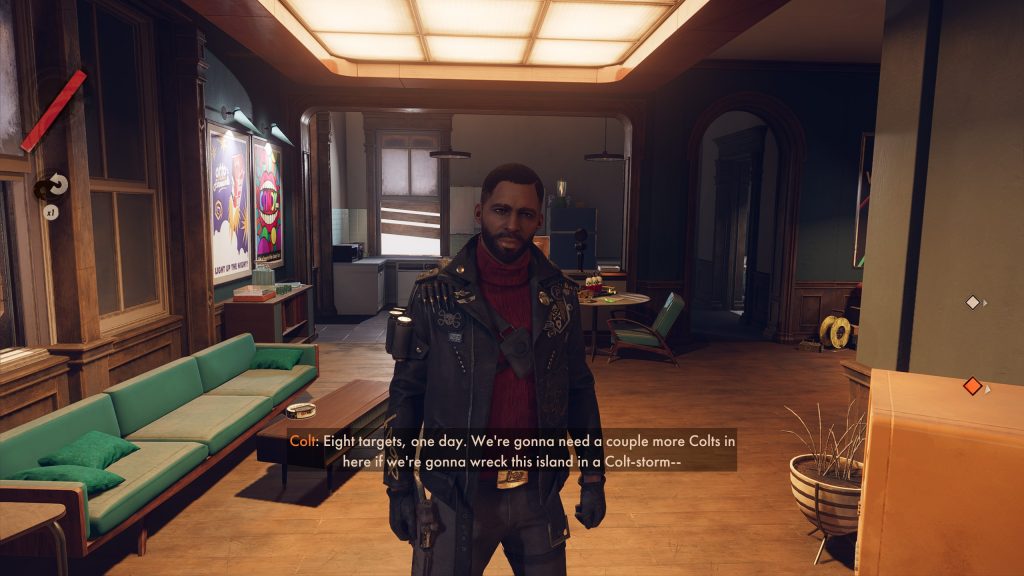 x1
LIGHT UP THE NIGHT!
Colt: Eight targets, one day. We're gonna need a couple more Colts in
here if we're gonna wreck this island in a Colt-storm--